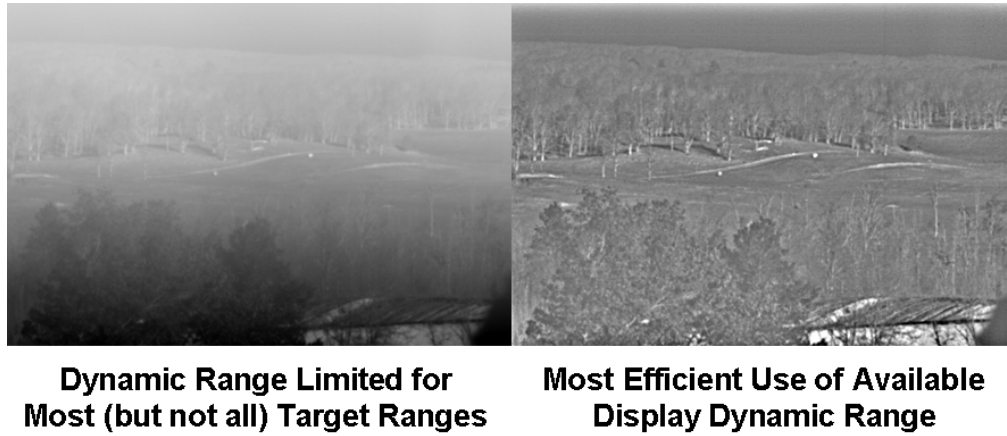 Dynamic Range Limited for
Most (but not all) Target Ranges
Most Efficient Use of Available
Display Dynamic Range